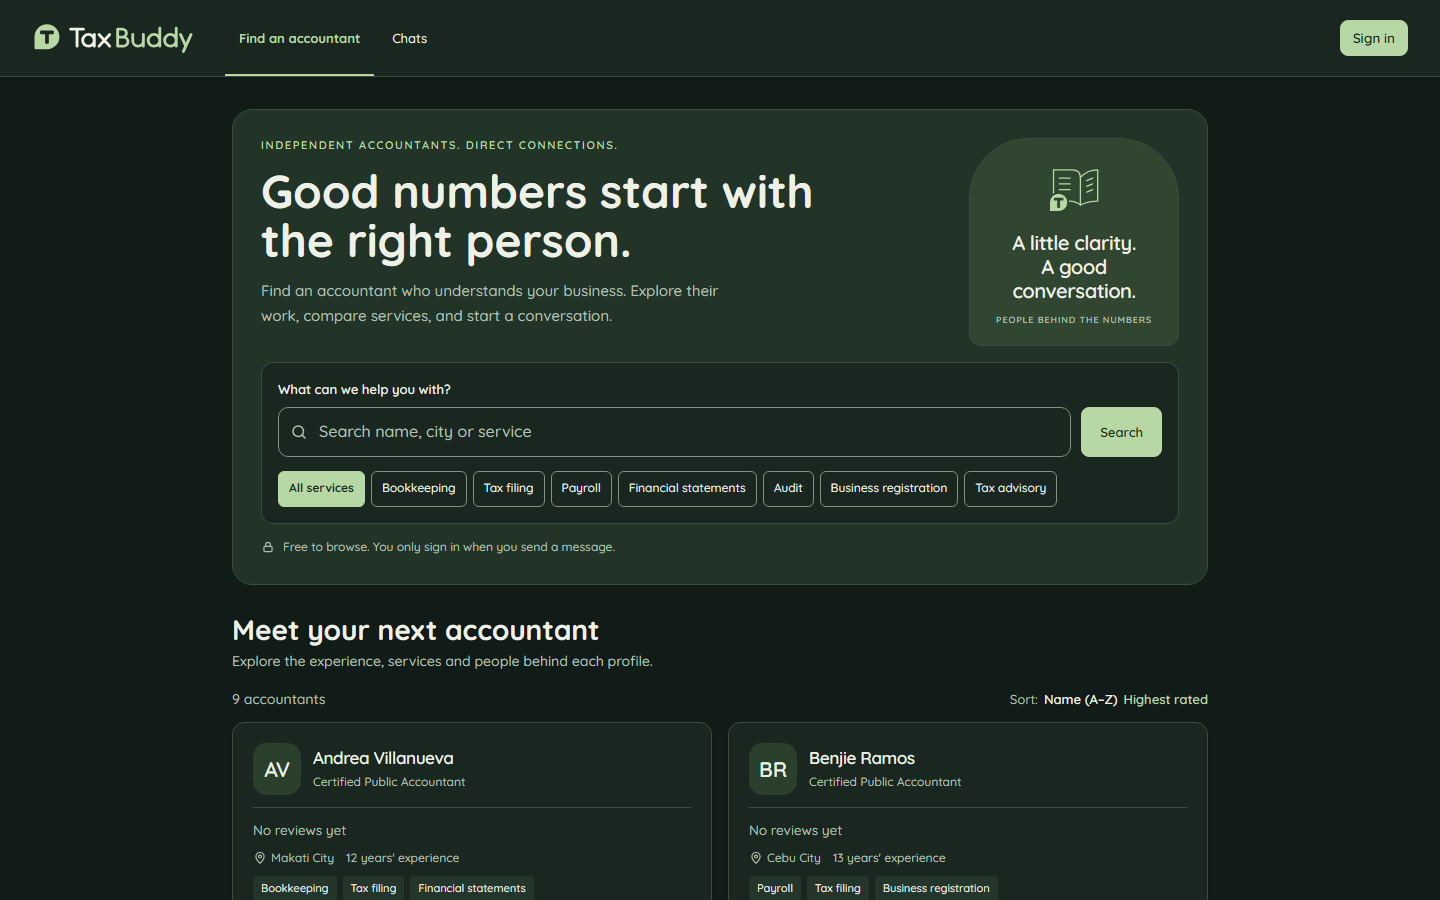 TaxBuddy
Find an accountant
Chats
Sign in
INDEPENDENT ACCOUNTANTS. DIRECT CONNECTIONS.
Good numbers start with
the right person.
Find an accountant who understands your business. Explore their
work, compare services, and start a conversation.
T
A little clarity.
A good
conversation.
PEOPLE BEHIND THE NUMBERS
What can we help you with?
Search name, city or service
Search
All services
Bookkeeping
Tax filing
Payroll
Financial statements
Audit
Business registration
Tax advisory
Free to browse. You only sign in when you send a message.
Meet your next accountant
Explore the experience, services and people behind each profile.
9 accountants
Sort: Name (A–Z) Highest rated
AV
Andrea Villanueva
Certified Public Accountant
No reviews yet
Makati City 12 years' experience
Bookkeeping Tax filing Financial statements
BR
Benjie Ramos
Certified Public Accountant
No reviews yet
Cebu City 13 years' experience
Payroll Tax filing Business registration